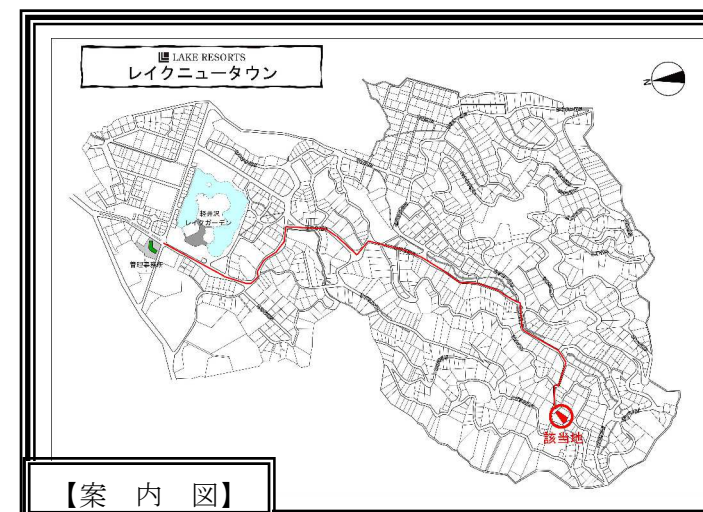 LAKE RESORTS
レイクニュータウン
N
軽井沢
レイクガーデン
管理事務所
該当地
【案 内 図】